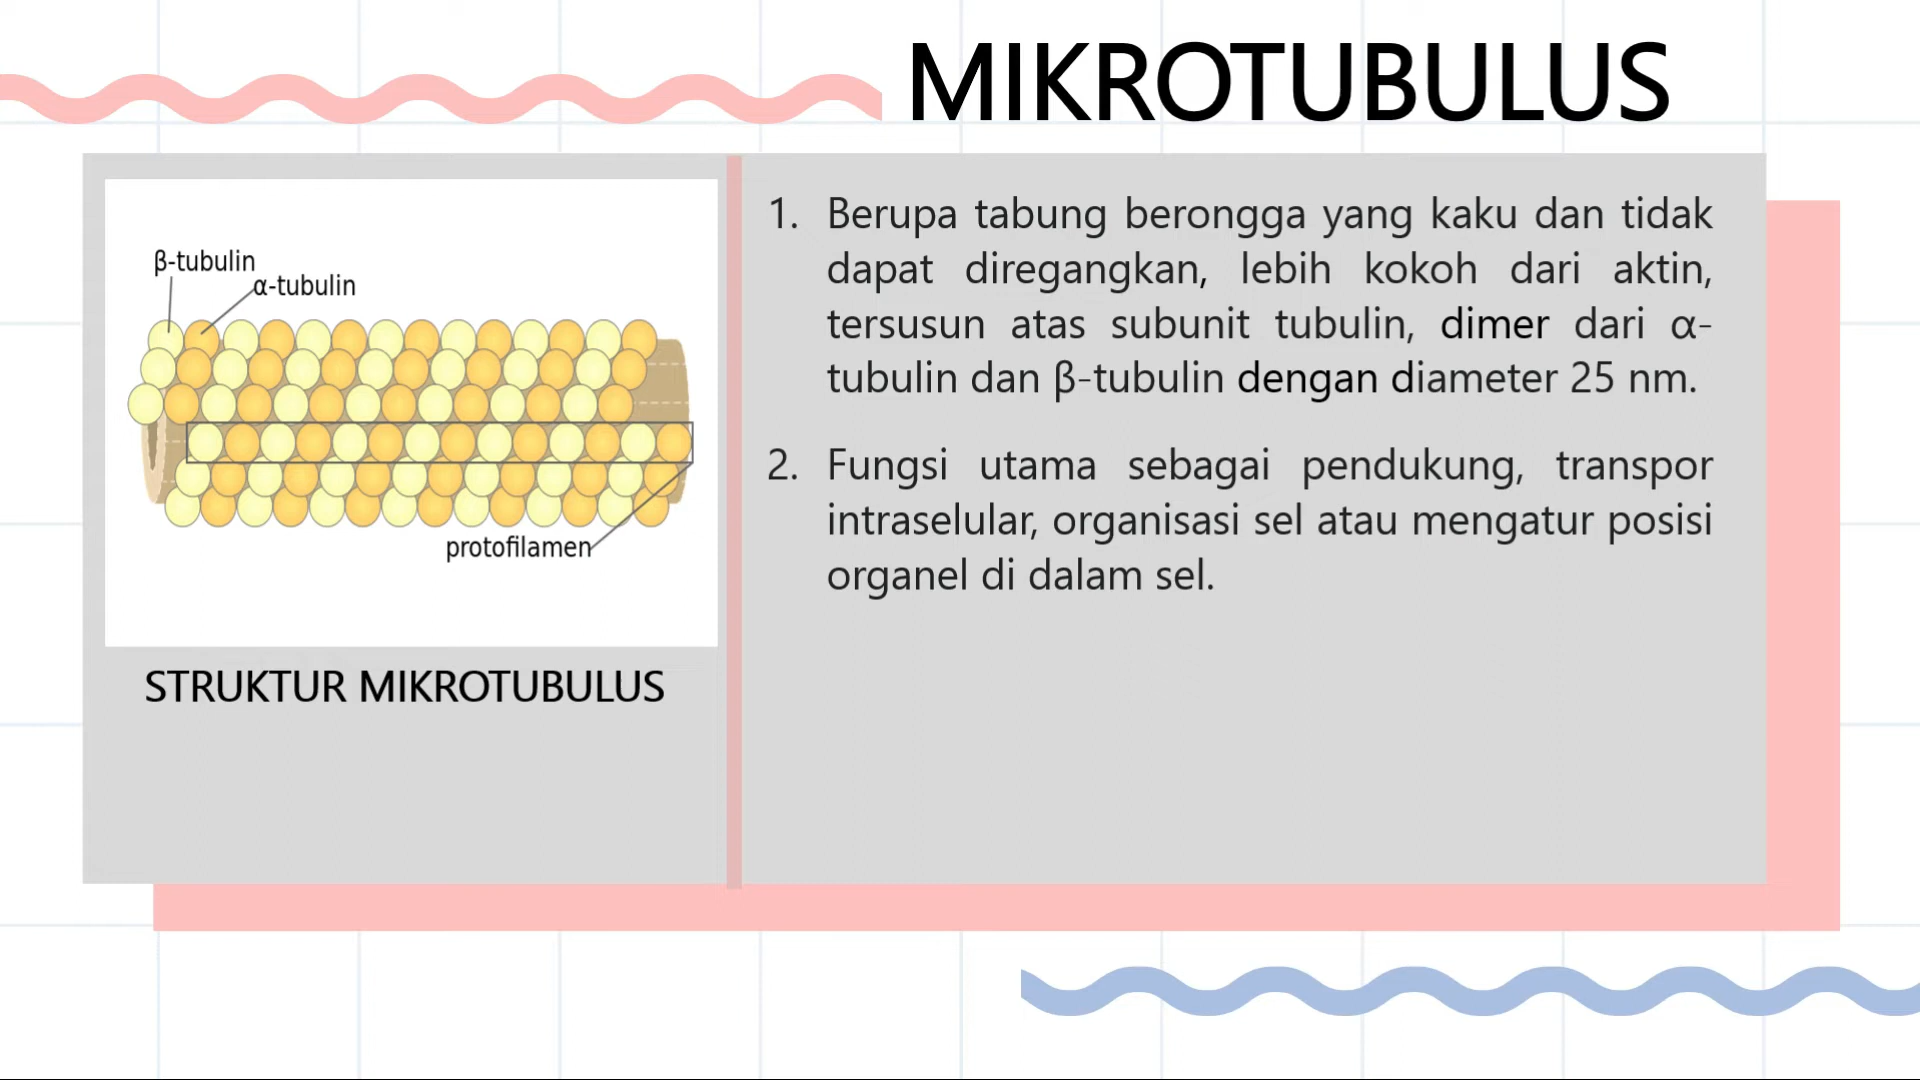 MIKROTUBULUS
β-tubulin
α-tubulin
protofilamen
STRUKTUR MIKROTUBULUS
1. Berupa tabung berongga yang kaku dan tidak
dapat diregangkan, lebih kokoh dari aktin,
tersusun atas subunit tubulin, dimer dari α-
tubulin dan β-tubulin dengan diameter 25 nm.
2. Fungsi utama sebagai pendukung, transpor
intraselular, organisasi sel atau mengatur posisi
organel di dalam sel.